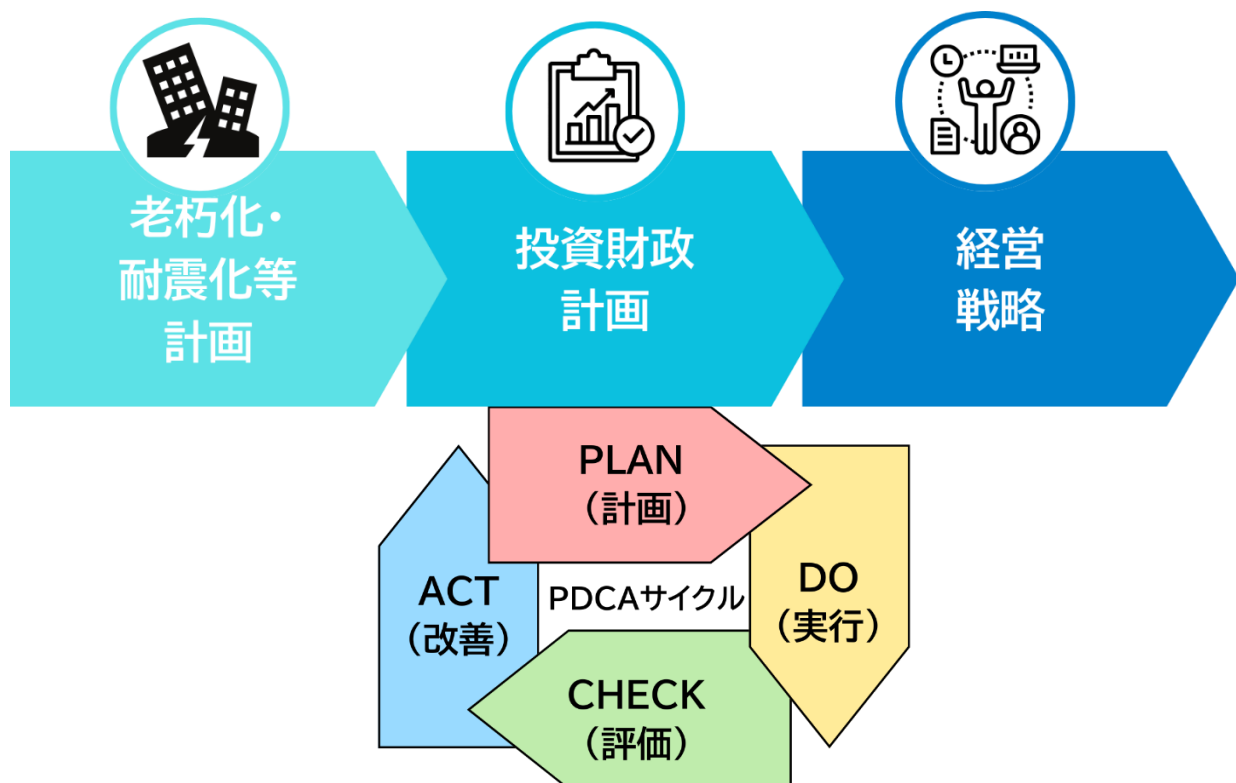 老朽化・
耐震化等
計画
投資財政
計画
経営
戦略
PLAN
（計画）
DO
（実行）
PDCAサイクル
ACT
（改善）
CHECK
（評価）